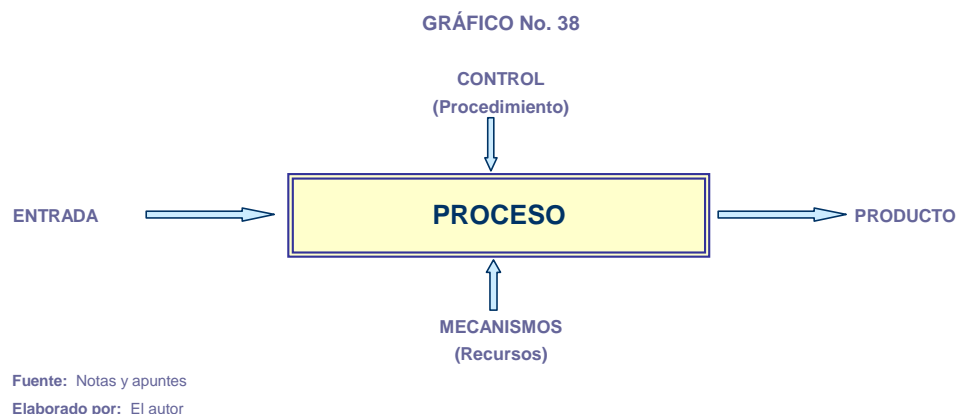 GRÁFICO No. 38
CONTROL
(Procedimiento)
ENTRADA
PROCESO
PRODUCTO
MECANISMOS
(Recursos)
Fuente: Notas y apuntes
Elaborado por: El autor